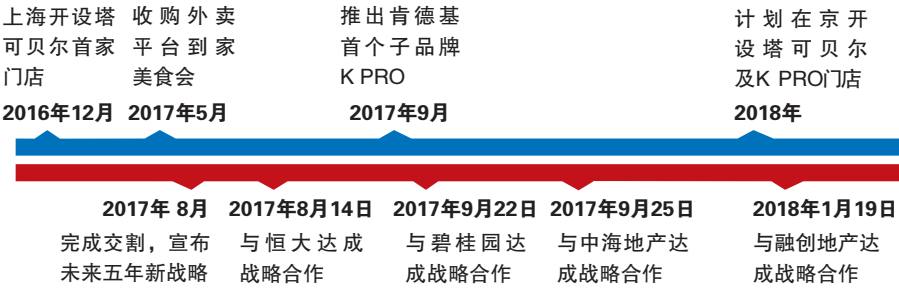 上海开设塔
可贝尔首家
门店
2016年12月
收购外卖
平台到家
美食会
2017年5月
推出肯德基
首个子品牌
K PRO
2017年9月
计划在京开
设塔可贝尔
及K PRO门店
2018年
2017年 8月
完成交割，宣布
未来五年新战略
2017年8月14日
与恒大达成
战略合作
2017年9月22日
与碧桂园达
成战略合作
2017年9月25日
与中海地产达
成战略合作
2018年1月19日
与融创地产达
成战略合作